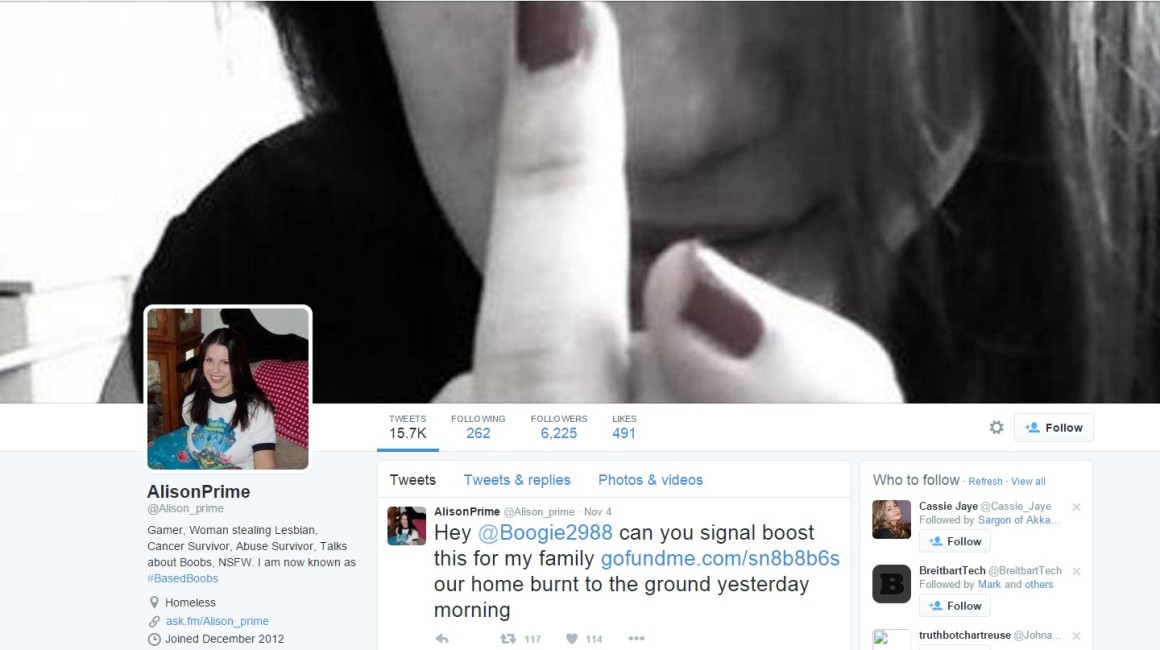 TWEETS
15.7K
FOLLOWING
262
FOLLOWERS
6,225
LIKES
491
Follow
AlisonPrime
@Alison_prime
Gamer, Woman stealing Lesbian,
Cancer Survivor, Abuse Survivor, Talks
about Boobs, NSFW. I am now known as
#BasedBoobs
Homeless
ask.fm/Alison_prime
Joined December 2012
Tweets Tweets & replies Photos & videos
AlisonPrime @Alison_prime · Nov 4
Hey @Boogie2988 can you signal boost
this for my family gofundme.com/sn8b8b6s
our home burnt to the ground yesterday
morning
117 114
Who to follow · Refresh · View all
Cassie Jaye @Cassie_Jaye
Followed by Sargon of Akka...
Follow
B
BreitbartTech @BreitbartTech
Followed by Mark and others
Follow
truthbotchartreuse @Johna...